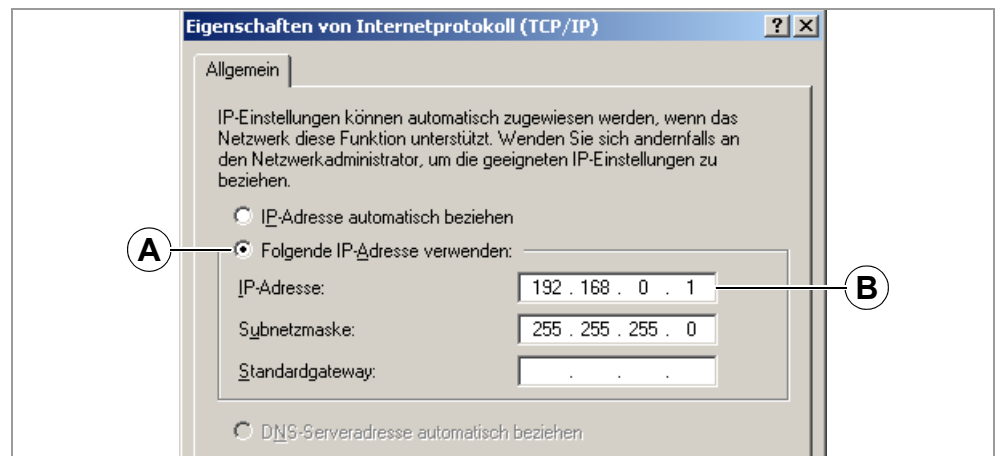 Eigenschaften von Internetprotokoll (TCP/IP)
Allgemein
IP-Einstellungen können automatisch zugewiesen werden, wenn das
Netzwerk diese Funktion unterstützt. Wenden Sie sich andernfalls an
den Netzwerkadministrator, um die geeigneten IP-Einstellungen zu
beziehen.
IP-Adresse automatisch beziehen
A Folgende IP-Adresse verwenden:
IP-Adresse: 192 . 168 . 0 . 1 B
Subnetzmaske: 255 . 255 . 255 . 0
Standardgateway: . . .
DNS-Serveradresse automatisch beziehen